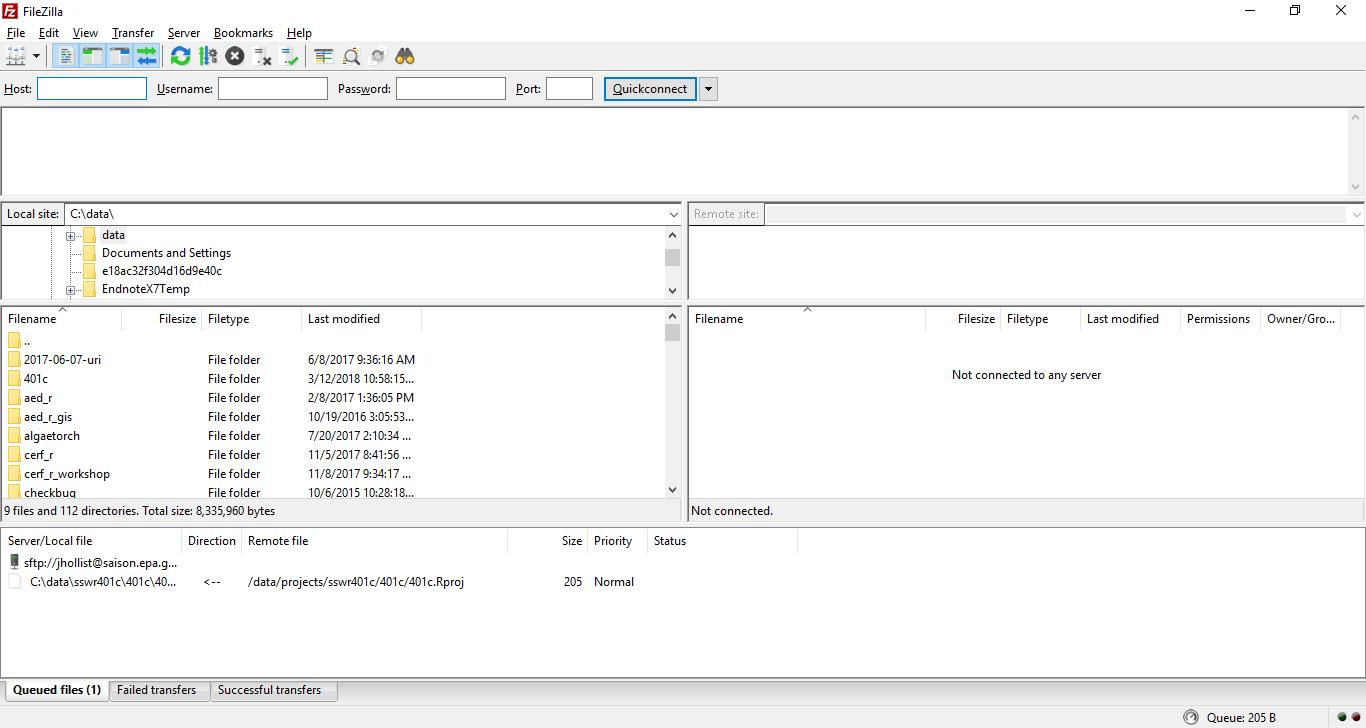 FileZilla
File Edit View Transfer Server Bookmarks Help
Host: Username: Password: Port: Quickconnect
Local site: C:\data\
Remote site:
data
Documents and Settings
e18ac32f304d16d9e40c
EndnoteX7Temp
Filename Filesize Filetype Last modified
..
2017-06-07-uri File folder 6/8/2017 9:36:16 AM
401c File folder 3/12/2018 10:58:15...
aed_r File folder 2/8/2017 1:36:05 PM
aed_r_gis File folder 10/19/2016 3:05:53...
algaetorch File folder 7/20/2017 2:10:34 ...
cerf_r File folder 11/5/2017 8:41:56 ...
cerf_r_workshop File folder 11/8/2017 9:34:17 ...
checkbug File folder 10/6/2015 10:28:18...
9 files and 112 directories. Total size: 8,335,960 bytes
Filename Filesize Filetype Last modified Permissions Owner/Gro...
Not connected to any server
Not connected.
Server/Local file Direction Remote file Size Priority Status
sftp://jhollist@saison.epa.g...
C:\data\sswr401c\401c\40... <-- /data/projects/sswr401c/401c/401c.Rproj 205 Normal
Queued files (1) Failed transfers Successful transfers
Queue: 205 B